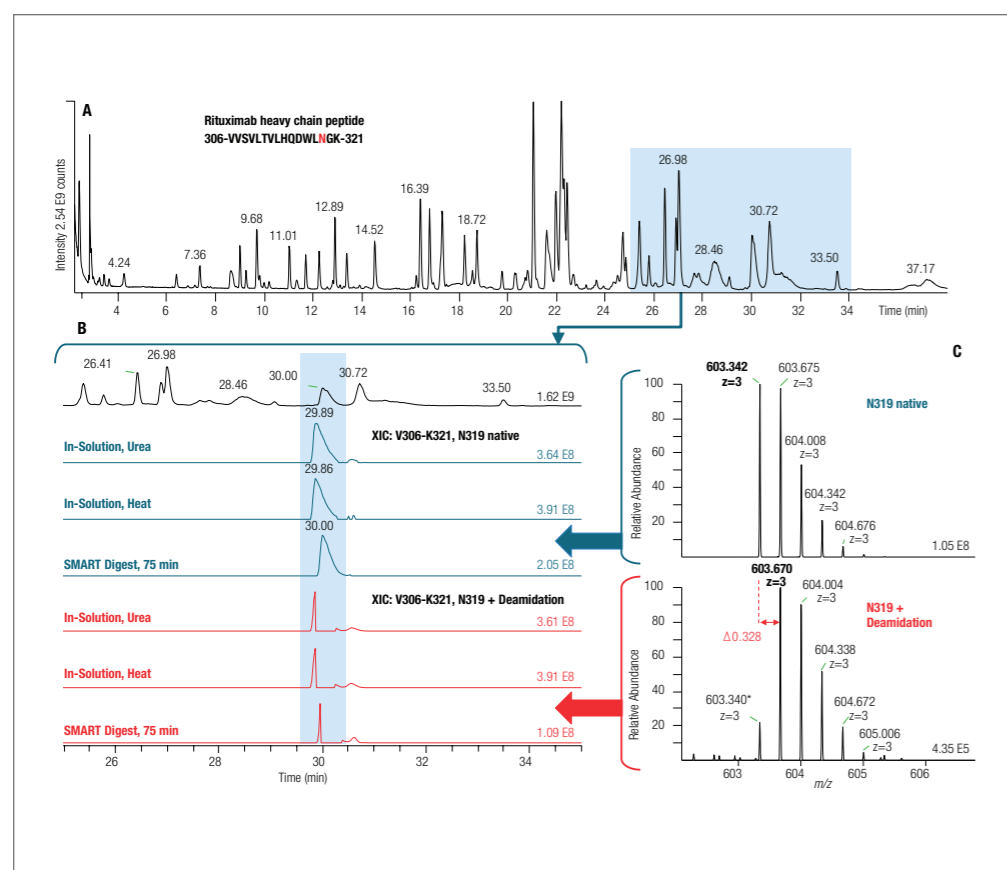 A
Rituximab heavy chain peptide
306-VVSVLTVLHQDWLNGK-321
Intensity 2.54 E9 counts
4.24
7.36
9.68
11.01
12.89
14.52
16.39
18.72
26.98
28.46
30.72
33.50
37.17
4 6 8 10 12 14 16 18 20 22 24 26 28 30 32 34 Time (min)
B
26.41
26.98
28.46
30.00
30.72
33.50
1.62 E9
29.89
XIC: V306-K321, N319 native
In-Solution, Urea
3.64 E8
29.86
In-Solution, Heat
3.91 E8
30.00
SMART Digest, 75 min
2.05 E8
XIC: V306-K321, N319 + Deamidation
In-Solution, Urea
3.61 E8
In-Solution, Heat
3.91 E8
SMART Digest, 75 min
1.09 E8
26 28 30 32 34
Time (min)
C
603.342
z=3
603.675
z=3
N319 native
604.008
z=3
604.342
z=3
604.676
z=3
1.05 E8
100
80
60
40
20
Relative Abundance
603.670
z=3
604.004
z=3
N319 +
Deamidation
Δ0.328
604.338
z=3
603.340*
z=3
604.672
z=3
605.006
z=3
4.35 E5
100
80
60
40
20
Relative Abundance
603 604 605 606
m/z